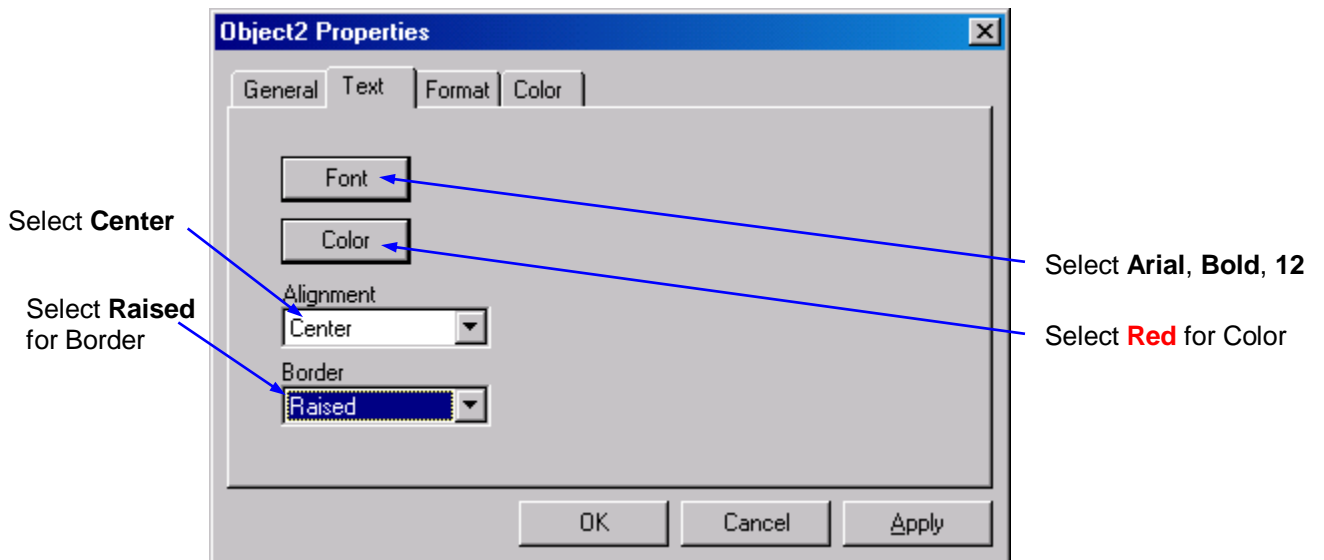 Object2 Properties
General Text Format Color
Font
Color
Alignment
Center
Border
Raised
OK Cancel Apply
Select Center
Select Raised
for Border
Select Arial, Bold, 12
Select Red for Color